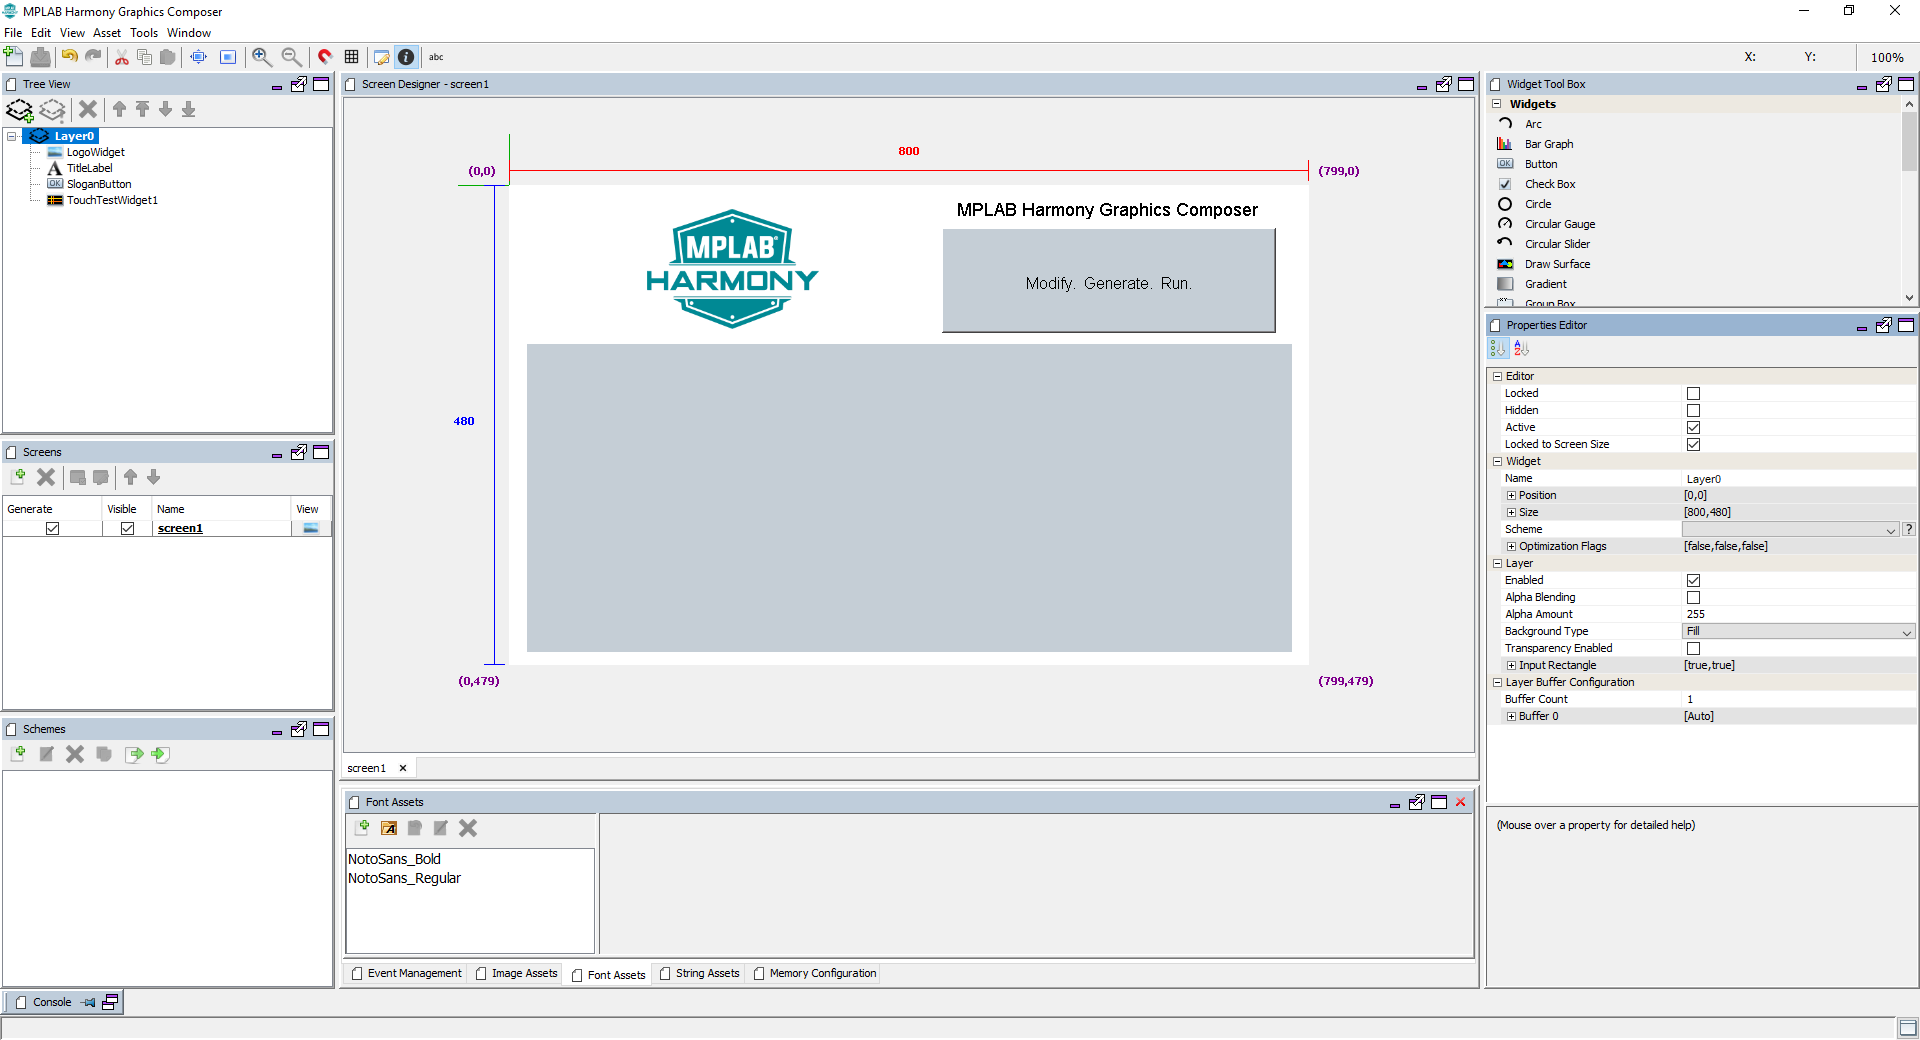 MPLAB Harmony Graphics Composer
File Edit View Asset Tools Window
abc
X: Y: 100%
Tree View
Layer0
LogoWidget
TitleLabel
SloganButton
TouchTestWidget1
Screens
Generate Visible Name View
screen1
Schemes
Console
Screen Designer - screen1
800
(0,0) (799,0)
MPLAB
HARMONY
MPLAB Harmony Graphics Composer
Modify. Generate. Run.
480
(0,479) (799,479)
screen1
Font Assets
NotoSans_Bold
NotoSans_Regular
Event Management Image Assets Font Assets String Assets Memory Configuration
Widget Tool Box
Widgets
Arc
Bar Graph
OK Button
Check Box
Circle
Circular Gauge
Circular Slider
Draw Surface
Gradient
Group Box
Properties Editor
Editor
Locked
Hidden
Active
Locked to Screen Size
Widget
Name Layer0
Position [0,0]
Size [800,480]
Scheme ?
Optimization Flags [false,false,false]
Layer
Enabled
Alpha Blending
Alpha Amount 255
Background Type Fill
Transparency Enabled
Input Rectangle [true,true]
Layer Buffer Configuration
Buffer Count 1
Buffer 0 [Auto]
(Mouse over a property for detailed help)